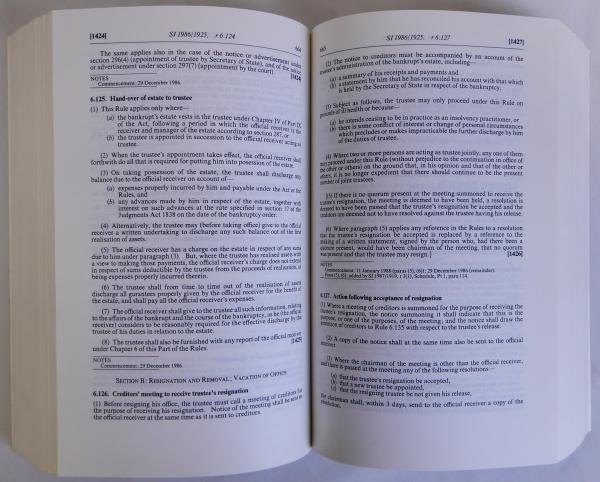 [1424]
SI 1986/1925, r 6.124
664
The same applies also in the case of the notice or advertisement under
section 296(4) (appointment of trustee by Secretary of State), and of the notice
or advertisement under section 297(7) (appointment by the court).
[1424]
NOTES
Commencement: 29 December 1986.
6.125. Hand-over of estate to trustee
(1) This Rule applies only where—
(a) the bankrupt's estate vests in the trustee under Chapter IV of Part IX
of the Act, following a period in which the official receiver is the
receiver and manager of the estate according to section 287, or
(b) the trustee is appointed in succession to the official receiver acting as
trustee.
(2) When the trustee's appointment takes effect, the official receiver shall
forthwith do all that is required for putting him into possession of the estate.
(3) On taking possession of the estate, the trustee shall discharge any
balance due to the official receiver on account of—
(a) expenses properly incurred by him and payable under the Act or the
Rules, and
(b) any advances made by him in respect of the estate, together with
interest on such advances at the rate specified in section 17 of the
Judgments Act 1838 on the date of the bankruptcy order.
(4) Alternatively, the trustee may (before taking office) give to the official
receiver a written undertaking to discharge any such balance out of the first
realisation of assets.
(5) The official receiver has a charge on the estate in respect of any sums
due to him under paragraph (3). But, where the trustee has realised assets with
a view to making those payments, the official receiver's charge does not extend
in respect of sums deductible by the trustee from the proceeds of realisation, as
being expenses properly incurred therein.
(6) The trustee shall from time to time out of the realisation of assets
discharge all guarantees properly given by the official receiver for the benefit of
the estate, and shall pay all the official receiver's expenses.
(7) The official receiver shall give to the trustee all such information, relating
to the affairs of the bankrupt and the course of the bankruptcy, as he (the official
receiver) considers to be reasonably required for the effective discharge by the
trustee of his duties in relation to the estate.
(8) The trustee shall also be furnished with any report of the official receiver
under Chapter 6 of this Part of the Rules.
[1425]
NOTES
Commencement: 29 December 1986.
SECTION B: RESIGNATION AND REMOVAL; VACATION OF OFFICE
6.126. Creditors' meeting to receive trustee's resignation
(1) Before resigning his office, the trustee must call a meeting of creditors for
the purpose of receiving his resignation. Notice of the meeting shall be sent to
the official receiver at the same time as it is sent to creditors.
665
SI 1986/1925, r 6.127
[1427]
(2) The notice to creditors must be accompanied by an account of the
trustee's administration of the bankrupt's estate, including—
(a) a summary of his receipts and payments and
(b) a statement by him that he has reconciled his account with that which
is held by the Secretary of State in respect of the bankruptcy.
(3) Subject as follows, the trustee may only proceed under this Rule on
grounds of ill health or because—
(a) he intends ceasing to be in practice as an insolvency practitioner, or
(b) there is some conflict of interest or change of personal circumstances
which precludes or makes impracticable the further discharge by him
of the duties of trustee.
(4) Where two or more persons are acting as trustee jointly, any one of them
may proceed under this Rule (without prejudice to the continuation in office of
the other or others) on the ground that, in his opinion and that of the other or
others, it is no longer expedient that there should continue to be the present
number of joint trustees.
[(5) If there is no quorum present at the meeting summoned to receive the
trustee's resignation, the meeting is deemed to have been held, a resolution is
deemed to have been passed that the trustee's resignation be accepted and the
creditors are deemed not to have resolved against the trustee having his release.
(6) Where paragraph (5) applies any reference in the Rules to a resolution
that the trustee's resignation be accepted is replaced by a reference to the
making of a written statement, signed by the person who, had there been a
quorum present, would have been chairman of the meeting, that no quorum
was present and that the trustee may resign.]
[1426]
NOTES
Commencement: 11 January 1988 (paras (5), (6)); 29 December 1986 (remainder).
Paras (5), (6): added by SI 1987/1919, r 3(1), Schedule, Pt 1, para 114.
6.127. Action following acceptance of resignation
(1) Where a meeting of creditors is summoned for the purpose of receiving the
trustee's resignation, the notice summoning it shall indicate that this is the
purpose, or one of the purposes, of the meeting; and the notice shall draw the
attention of creditors to Rule 6.135 with respect to the trustee's release.
(2) A copy of the notice shall at the same time also be sent to the official
receiver.
(3) Where the chairman of the meeting is other than the official receiver,
and there is passed at the meeting any of the following resolutions—
(a) that the trustee's resignation be accepted,
(b) that a new trustee be appointed,
(c) that the resigning trustee be not given his release,
the chairman shall, within 3 days, send to the official receiver a copy of the
resolution.